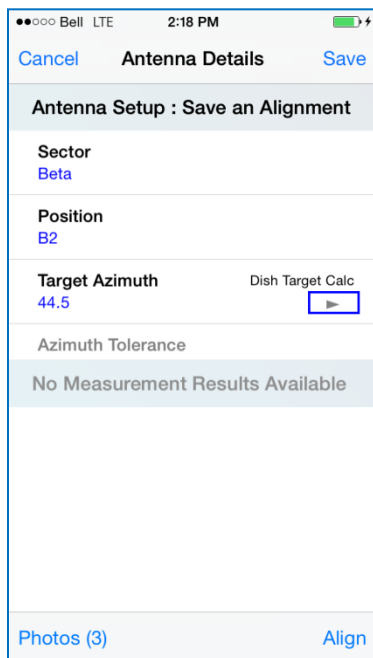 Bell LTE 2:18 PM
Cancel Antenna Details Save
Antenna Setup : Save an Alignment
Sector
Beta
Position
B2
Target Azimuth Dish Target Calc
44.5
Azimuth Tolerance
No Measurement Results Available
Photos (3) Align